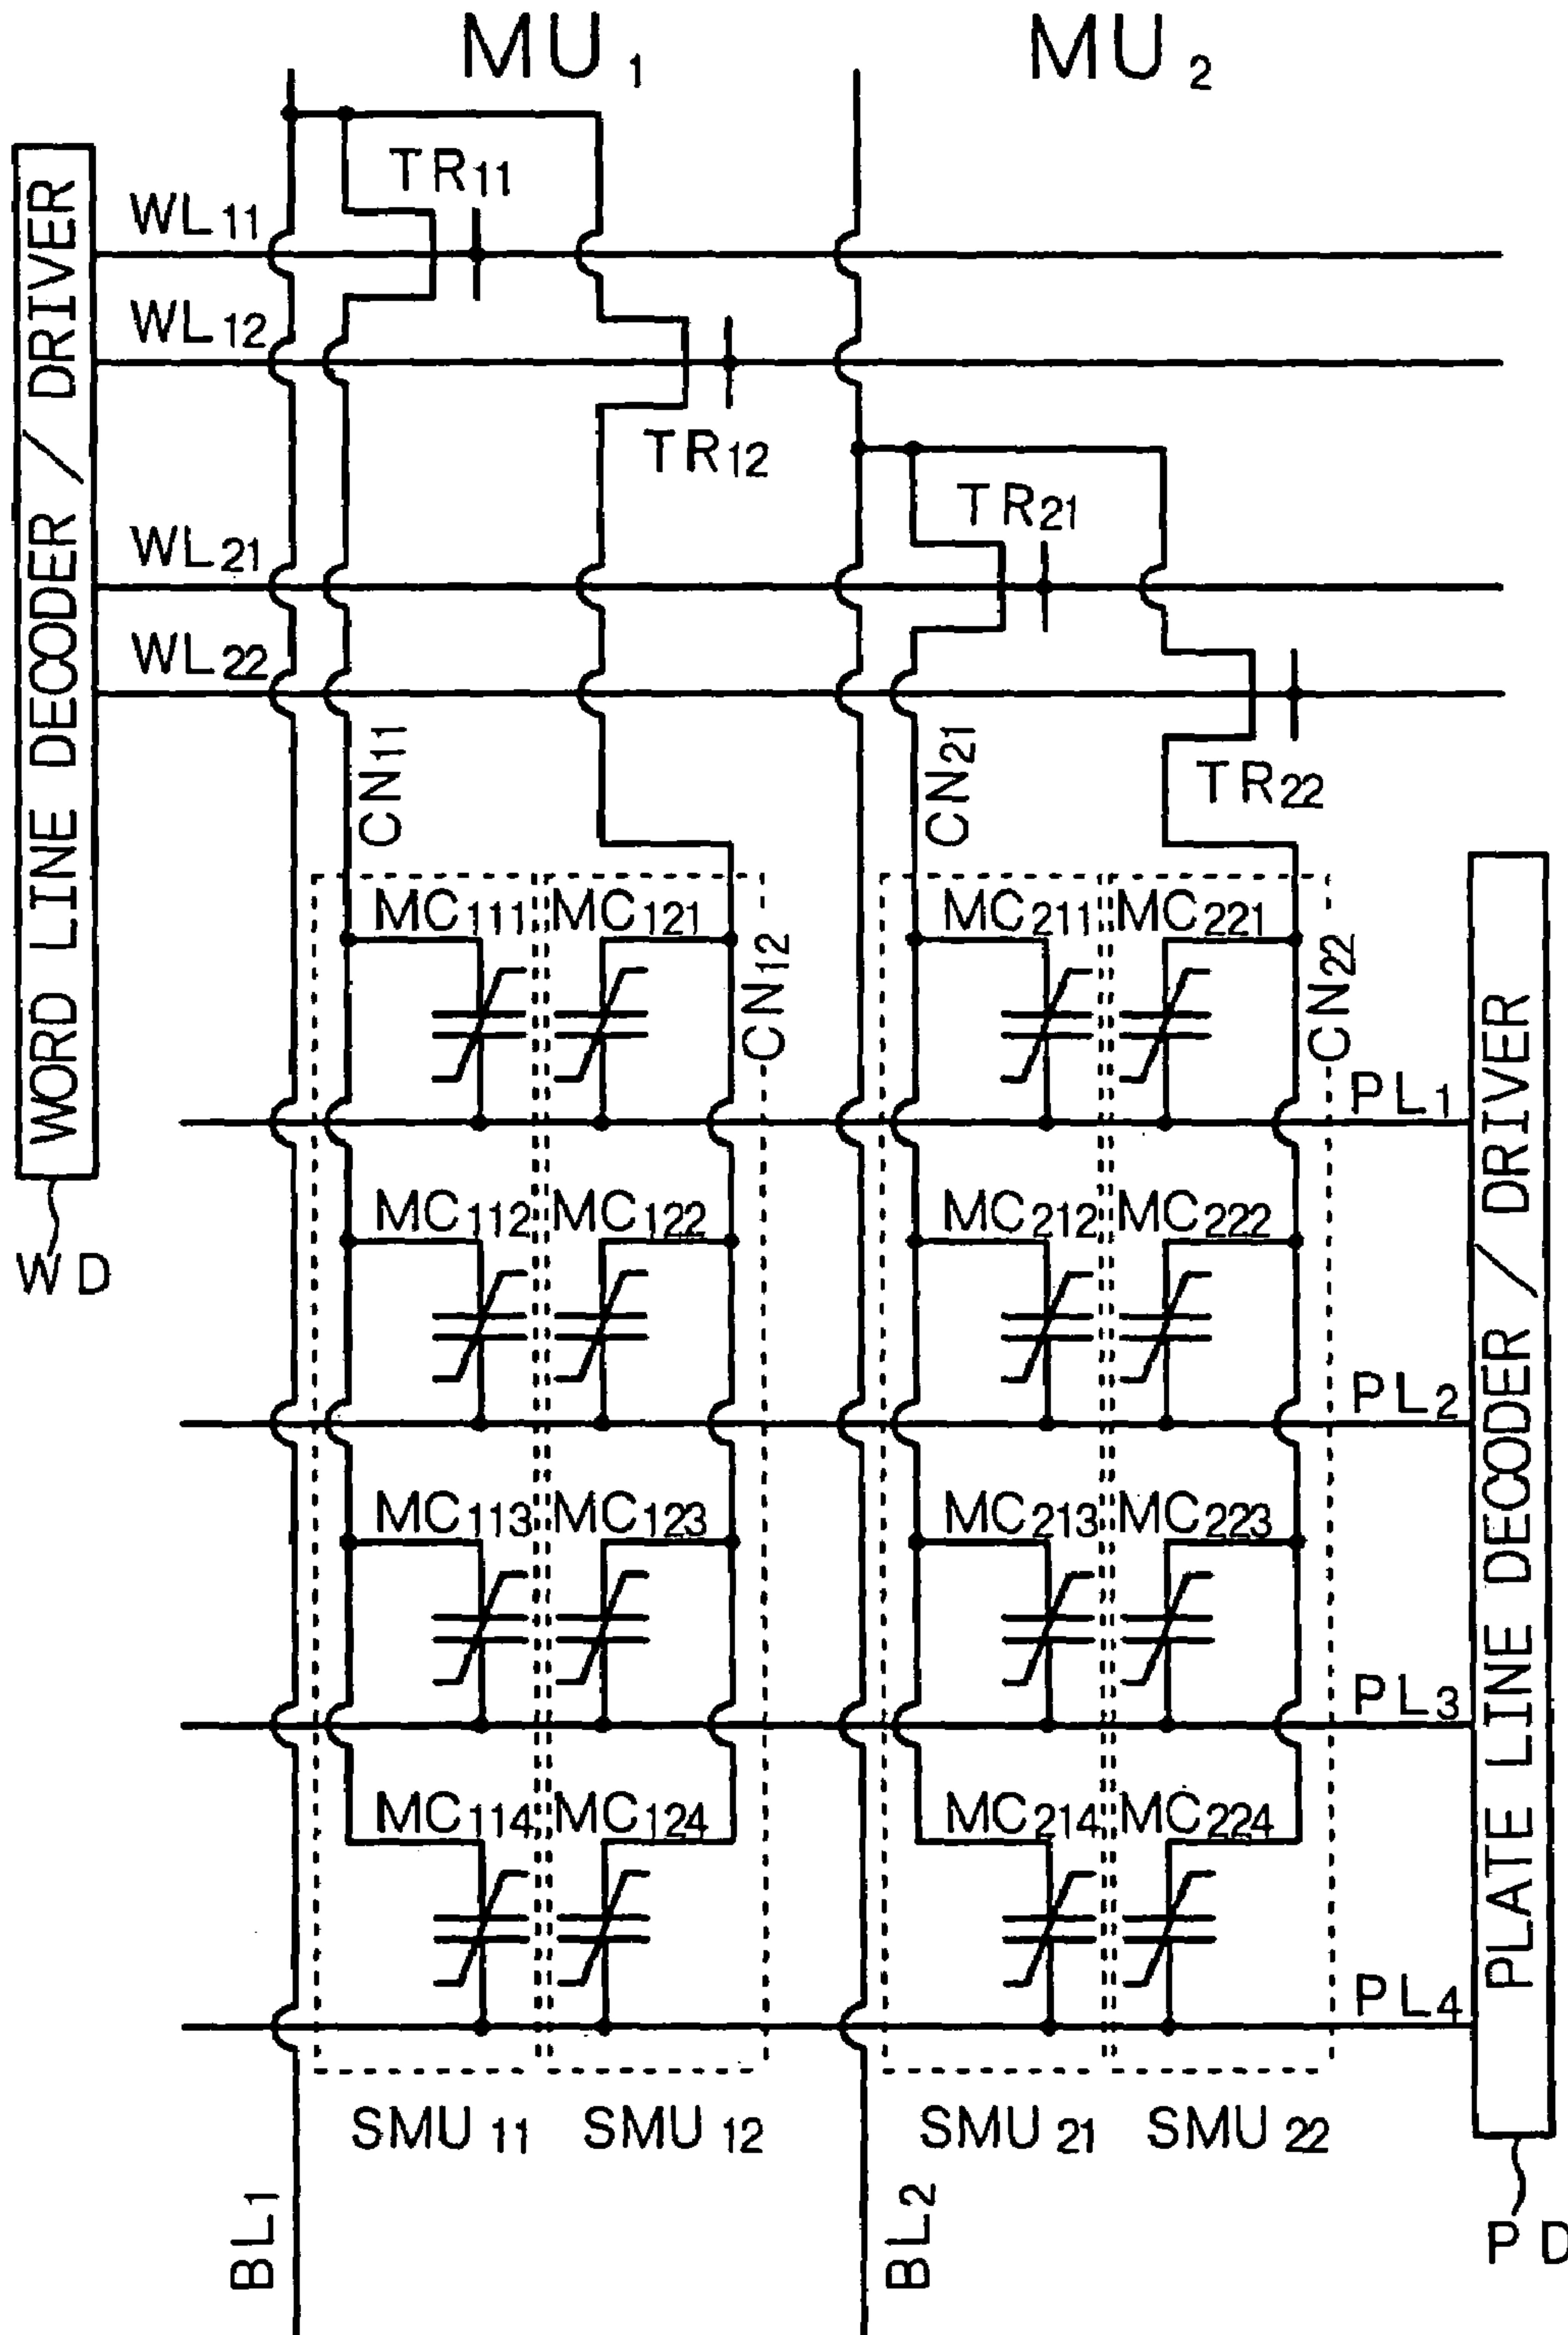 MU1 MU2
TR11
WL11
WL12
TR12
TR21
WL21
WL22
TR22
WORD LINE DECODER / DRIVER
WD
CN11
CN21
MC111 MC121 MC211 MC221
CN12
CN22
PL1
MC112 MC122 MC212 MC222
PL2
MC113 MC123 MC213 MC223
PL3
MC114 MC124 MC214 MC224
PL4
PLATE LINE DECODER / DRIVER
SMU11 SMU12 SMU21 SMU22
BL1
BL2
PD